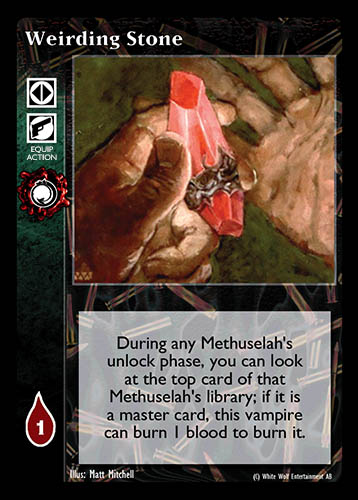 Weirding Stone
EQUIP
ACTION
During any Methuselah's
unlock phase, you can look
at the top card of that
Methuselah's library; if it is
a master card, this vampire
can burn 1 blood to burn it.
1
Illus: Matt Mitchell
(C) White Wolf Entertainment AB